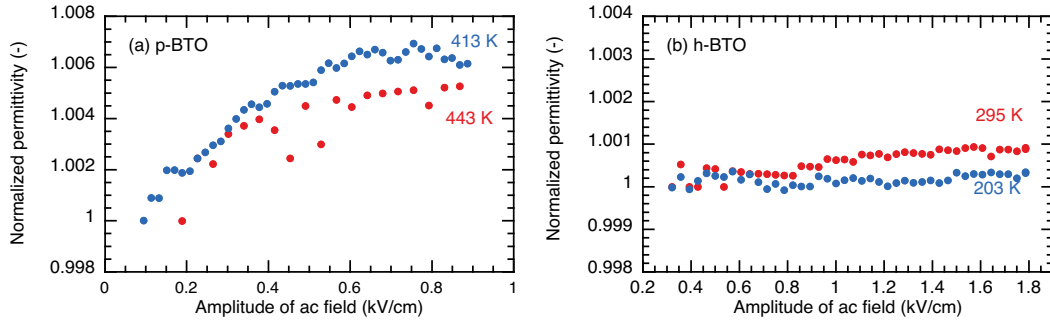 (a) p-BTO
413 K
443 K
Normalized permittivity (-)
1.008
1.006
1.004
1.002
1
0.998
0
0.2
0.4
0.6
0.8
1
Amplitude of ac field (kV/cm)
(b) h-BTO
295 K
203 K
Normalized permittivity (-)
1.004
1.003
1.002
1.001
1
0.999
0.998
0.2
0.4
0.6
0.8
1
1.2
1.4
1.6
1.8
Amplitude of ac field (kV/cm)